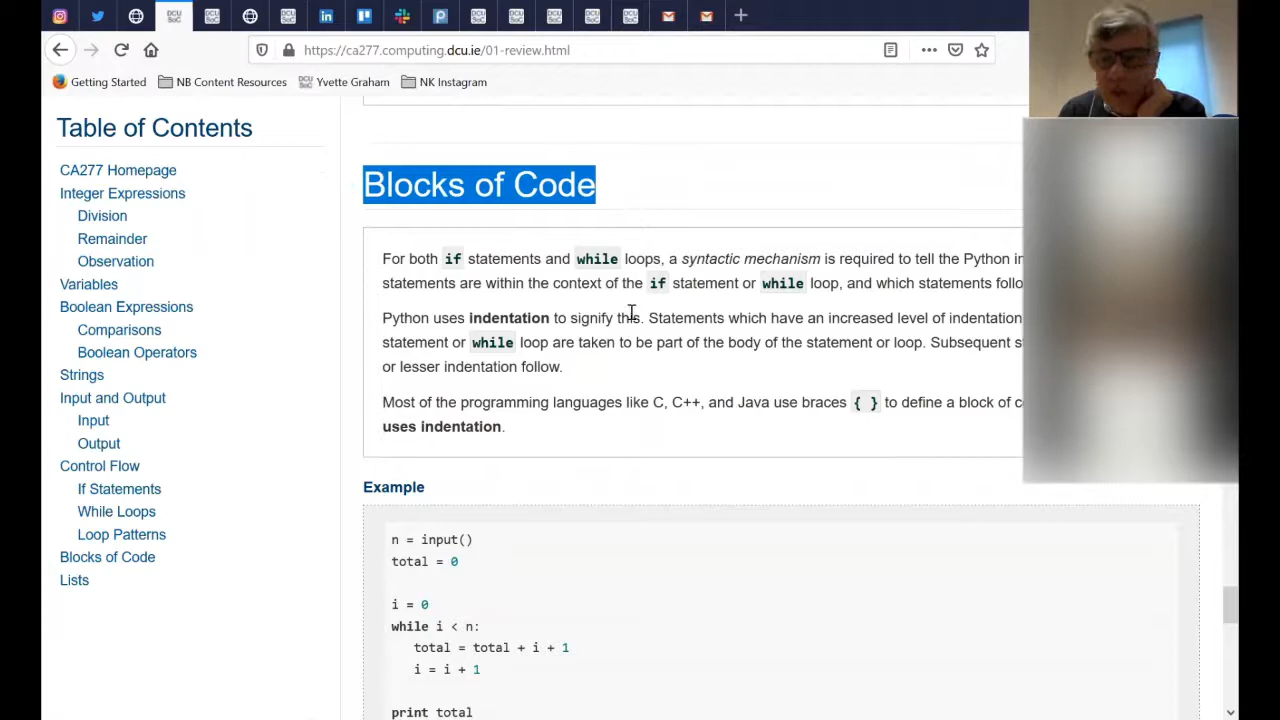 https://ca277.computing.dcu.ie/01-review.html
Getting Started NB Content Resources Yvette Graham NK Instagram
Table of Contents
CA277 Homepage
Integer Expressions
Division
Remainder
Observation
Variables
Boolean Expressions
Comparisons
Boolean Operators
Strings
Input and Output
Input
Output
Control Flow
If Statements
While Loops
Loop Patterns
Blocks of Code
Lists
Blocks of Code
For both if statements and while loops, a syntactic mechanism is required to tell the Python in
statements are within the context of the if statement or while loop, and which statements follo
Python uses indentation to signify this. Statements which have an increased level of indentation
statement or while loop are taken to be part of the body of the statement or loop. Subsequent s
or lesser indentation follow.
Most of the programming languages like C, C++, and Java use braces { } to define a block of c
uses indentation.
Example
n = input()
total = 0
i = 0
while i < n:
total = total + i + 1
i = i + 1
print total